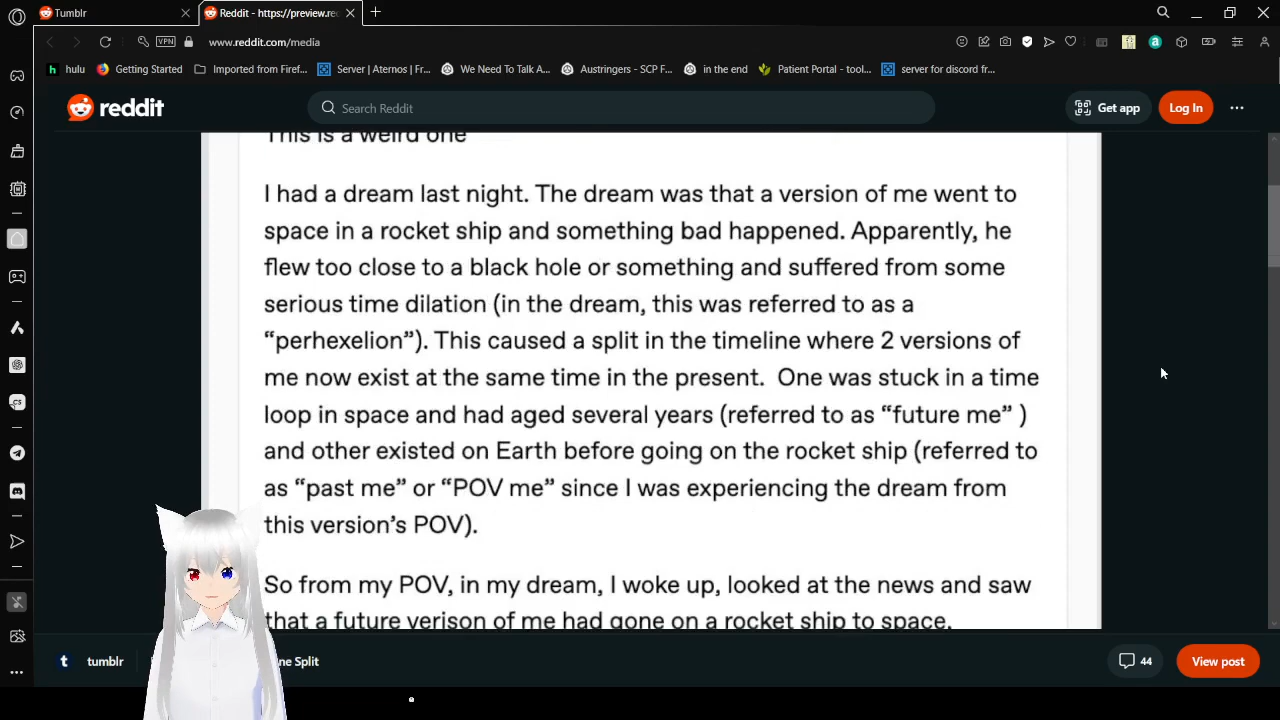 Tumblr
Reddit - https://preview.re
VPN
www.reddit.com/media
hulu
Getting Started
Imported from Firef...
Server | Aternos | Fr...
We Need To Talk A...
Austringers - SCP F...
in the end
Patient Portal - tool...
server for discord fr...
reddit
Search Reddit
Get app
Log In
This is a weird one
I had a dream last night. The dream was that a version of me went to
space in a rocket ship and something bad happened. Apparently, he
flew too close to a black hole or something and suffered from some
serious time dilation (in the dream, this was referred to as a
“perhexelion”). This caused a split in the timeline where 2 versions of
me now exist at the same time in the present.  One was stuck in a time
loop in space and had aged several years (referred to as “future me” )
and other existed on Earth before going on the rocket ship (referred to
as “past me” or “POV me” since I was experiencing the dream from
this version’s POV).
So from my POV, in my dream, I woke up, looked at the news and saw
that a future verison of me had gone on a rocket ship to space.
tumblr
Split
44
View post